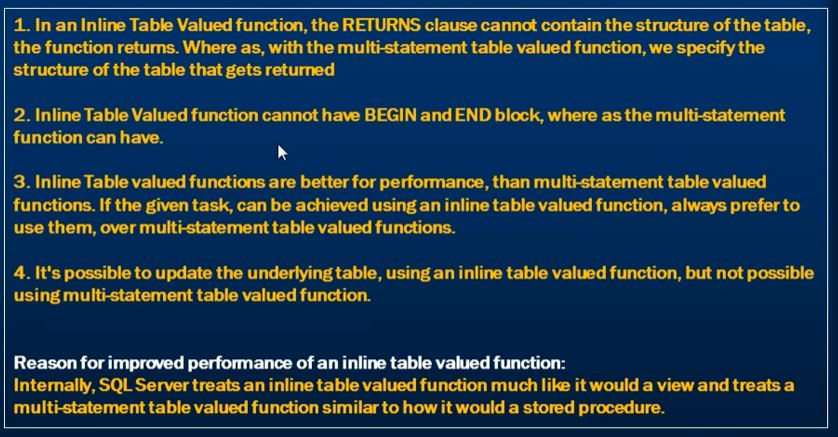 1. In an Inline Table Valued function, the RETURNS clause cannot contain the structure of the table,
the function returns. Where as, with the multi-statement table valued function, we specify the
structure of the table that gets returned
2. Inline Table Valued function cannot have BEGIN and END block, where as the multi-statement
function can have.
3. Inline Table valued functions are better for performance, than multi-statement table valued
functions. If the given task, can be achieved using an inline table valued function, always prefer to
use them, over multi-statement table valued functions.
4. It's possible to update the underlying table, using an inline table valued function, but not possible
using multi-statement table valued function.
Reason for improved performance of an inline table valued function:
Internally, SQL Server treats an inline table valued function much like it would a view and treats a
multi-statement table valued function similar to how it would a stored procedure.